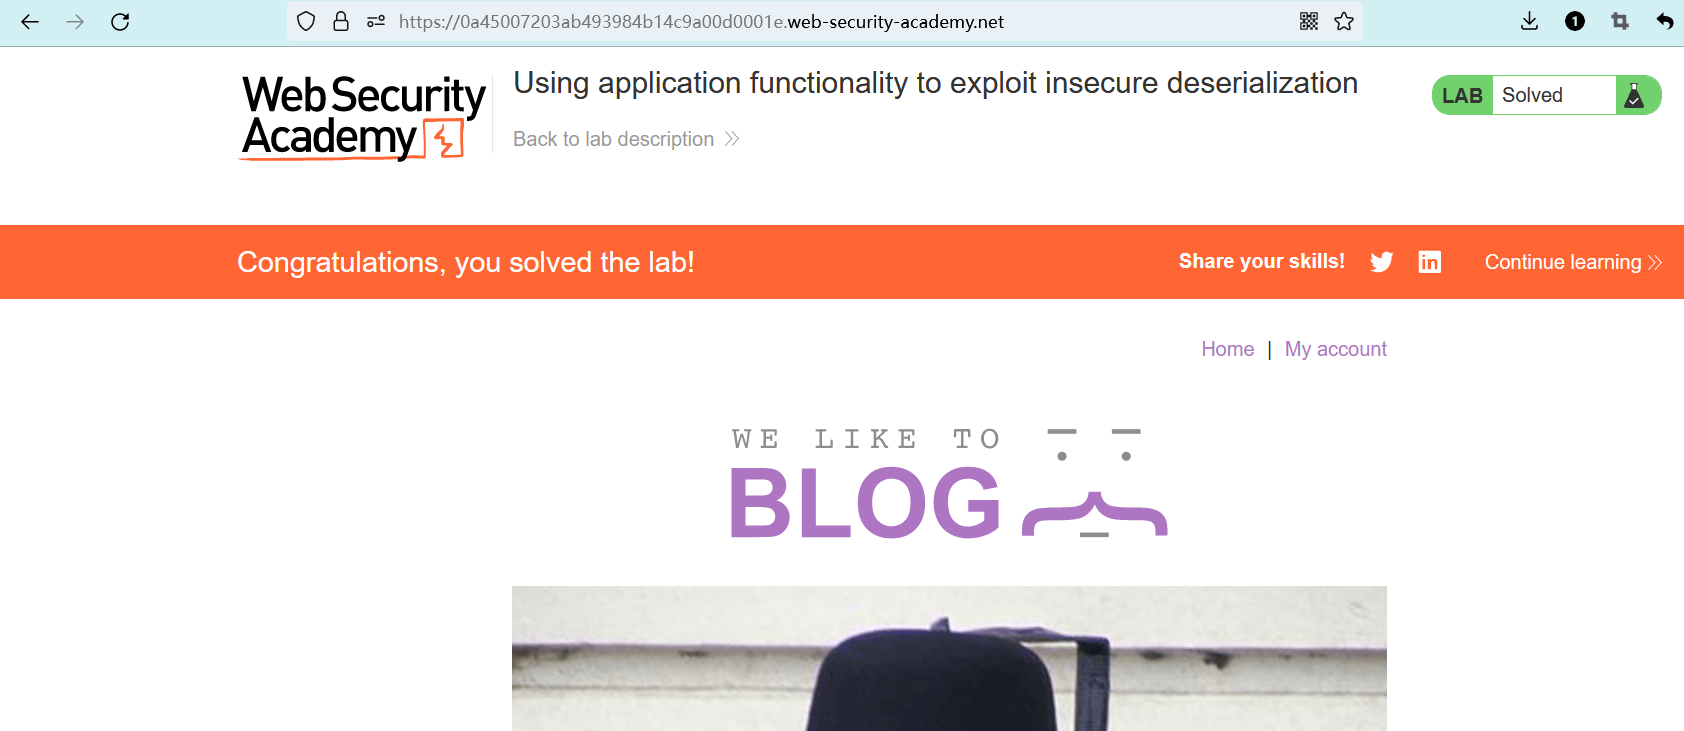 https://0a45007203ab493984b14c9a00d0001e.web-security-academy.net
1
Web Security
Academy
Using application functionality to exploit insecure deserialization
Back to lab description
LAB Solved
Congratulations, you solved the lab!
Share your skills!
in
Continue learning
Home | My account
WE LIKE TO
BLOG